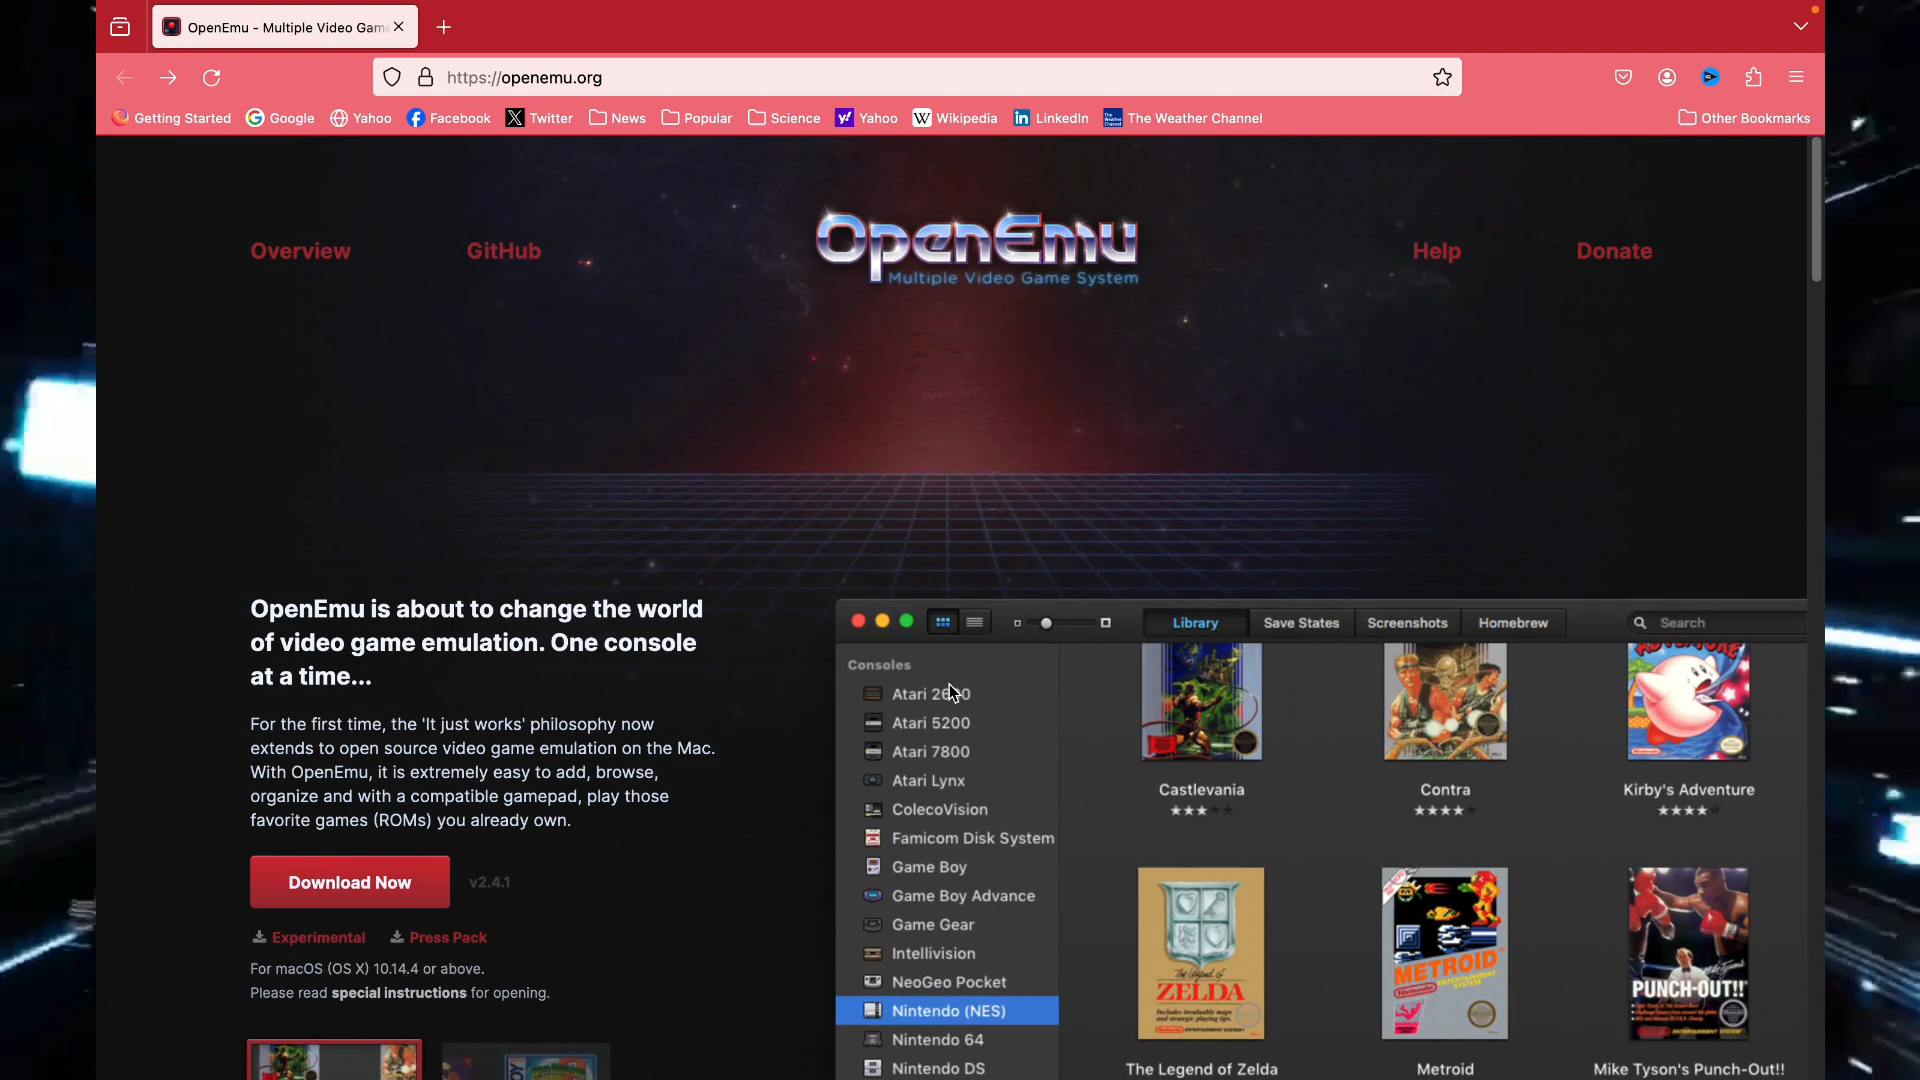 OpenEmu - Multiple Video Game
https://openemu.org
Getting Started
Google
Yahoo
Facebook
Twitter
News
Popular
Science
Yahoo
Wikipedia
LinkedIn
The Weather Channel
Other Bookmarks
Overview
GitHub
OpenEmu
Multiple Video Game System
Help
Donate
OpenEmu is about to change the world
of video game emulation. One console
at a time...
For the first time, the 'It just works' philosophy now
extends to open source video game emulation on the Mac.
With OpenEmu, it is extremely easy to add, browse,
organize and with a compatible gamepad, play those
favorite games (ROMs) you already own.
Download Now
v2.4.1
Experimental
Press Pack
For macOS (OS X) 10.14.4 or above.
Please read special instructions for opening.
Library
Save States
Screenshots
Homebrew
Search
Consoles
Atari 2600
Atari 5200
Atari 7800
Atari Lynx
ColecoVision
Famicom Disk System
Game Boy
Game Boy Advance
Game Gear
Intellivision
NeoGeo Pocket
Nintendo (NES)
Nintendo 64
Nintendo DS
Castlevania
Contra
Kirby's Adventure
The Legend of
ZELDA
METROID
PUNCH-OUT!!
The Legend of Zelda
Metroid
Mike Tyson's Punch-Out!!